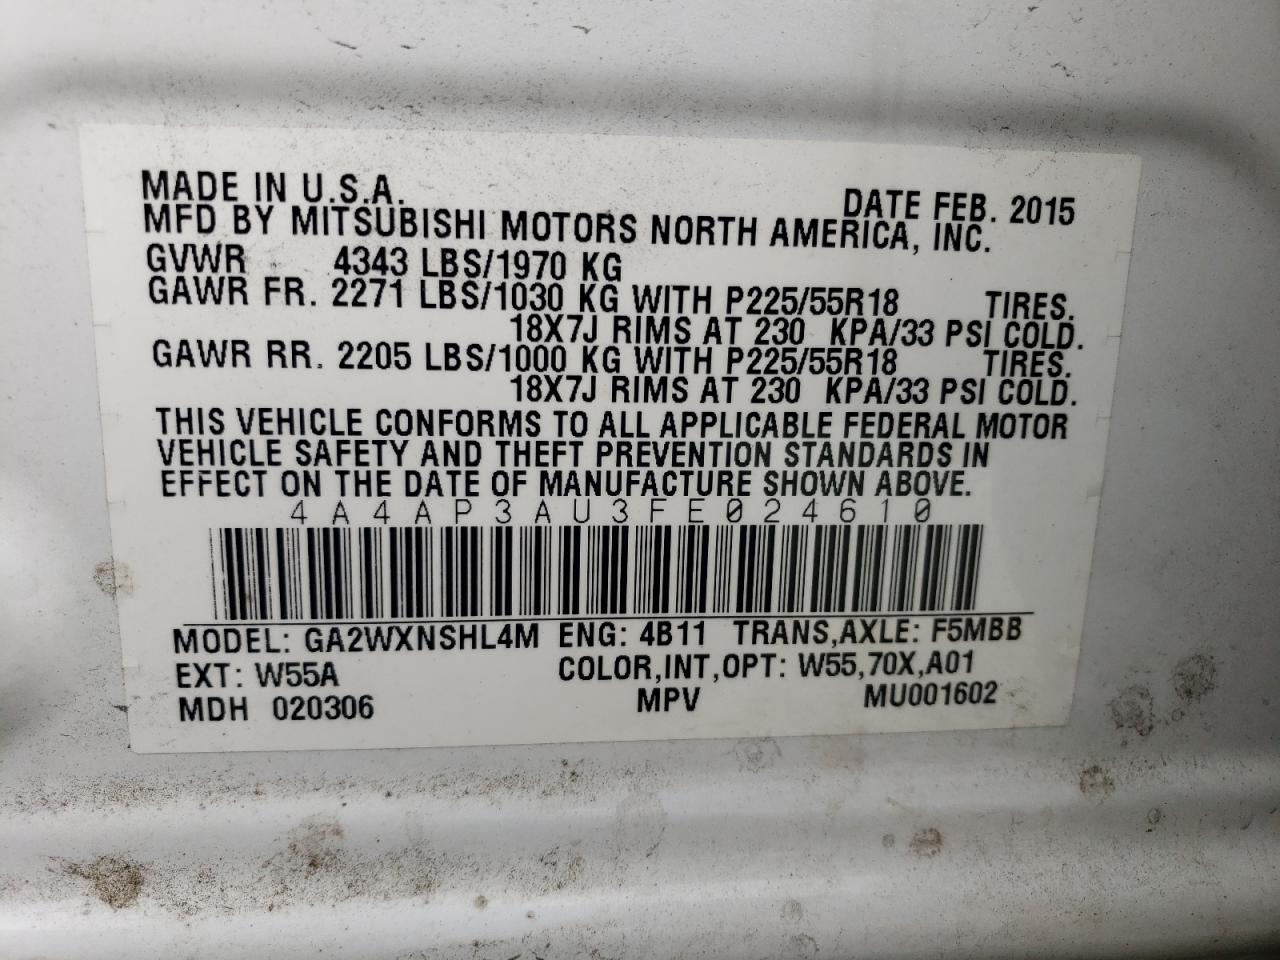 MADE IN U.S.A. DATE FEB. 2015
MFD BY MITSUBISHI MOTORS NORTH AMERICA, INC.
GVWR 4343 LBS/1970 KG
GAWR FR. 2271 LBS/1030 KG WITH P225/55R18 TIRES.
18X7J RIMS AT 230 KPA/33 PSI COLD.
GAWR RR. 2205 LBS/1000 KG WITH P225/55R18 TIRES.
18X7J RIMS AT 230 KPA/33 PSI COLD.
THIS VEHICLE CONFORMS TO ALL APPLICABLE FEDERAL MOTOR
VEHICLE SAFETY AND THEFT PREVENTION STANDARDS IN
EFFECT ON THE DATE OF MANUFACTURE SHOWN ABOVE.
4A4AP3AU3FE024610
MODEL: GA2WXNSHL4M ENG: 4B11 TRANS,AXLE: F5MBB
EXT: W55A COLOR,INT,OPT: W55,70X,A01
MDH 020306 MPV MU001602